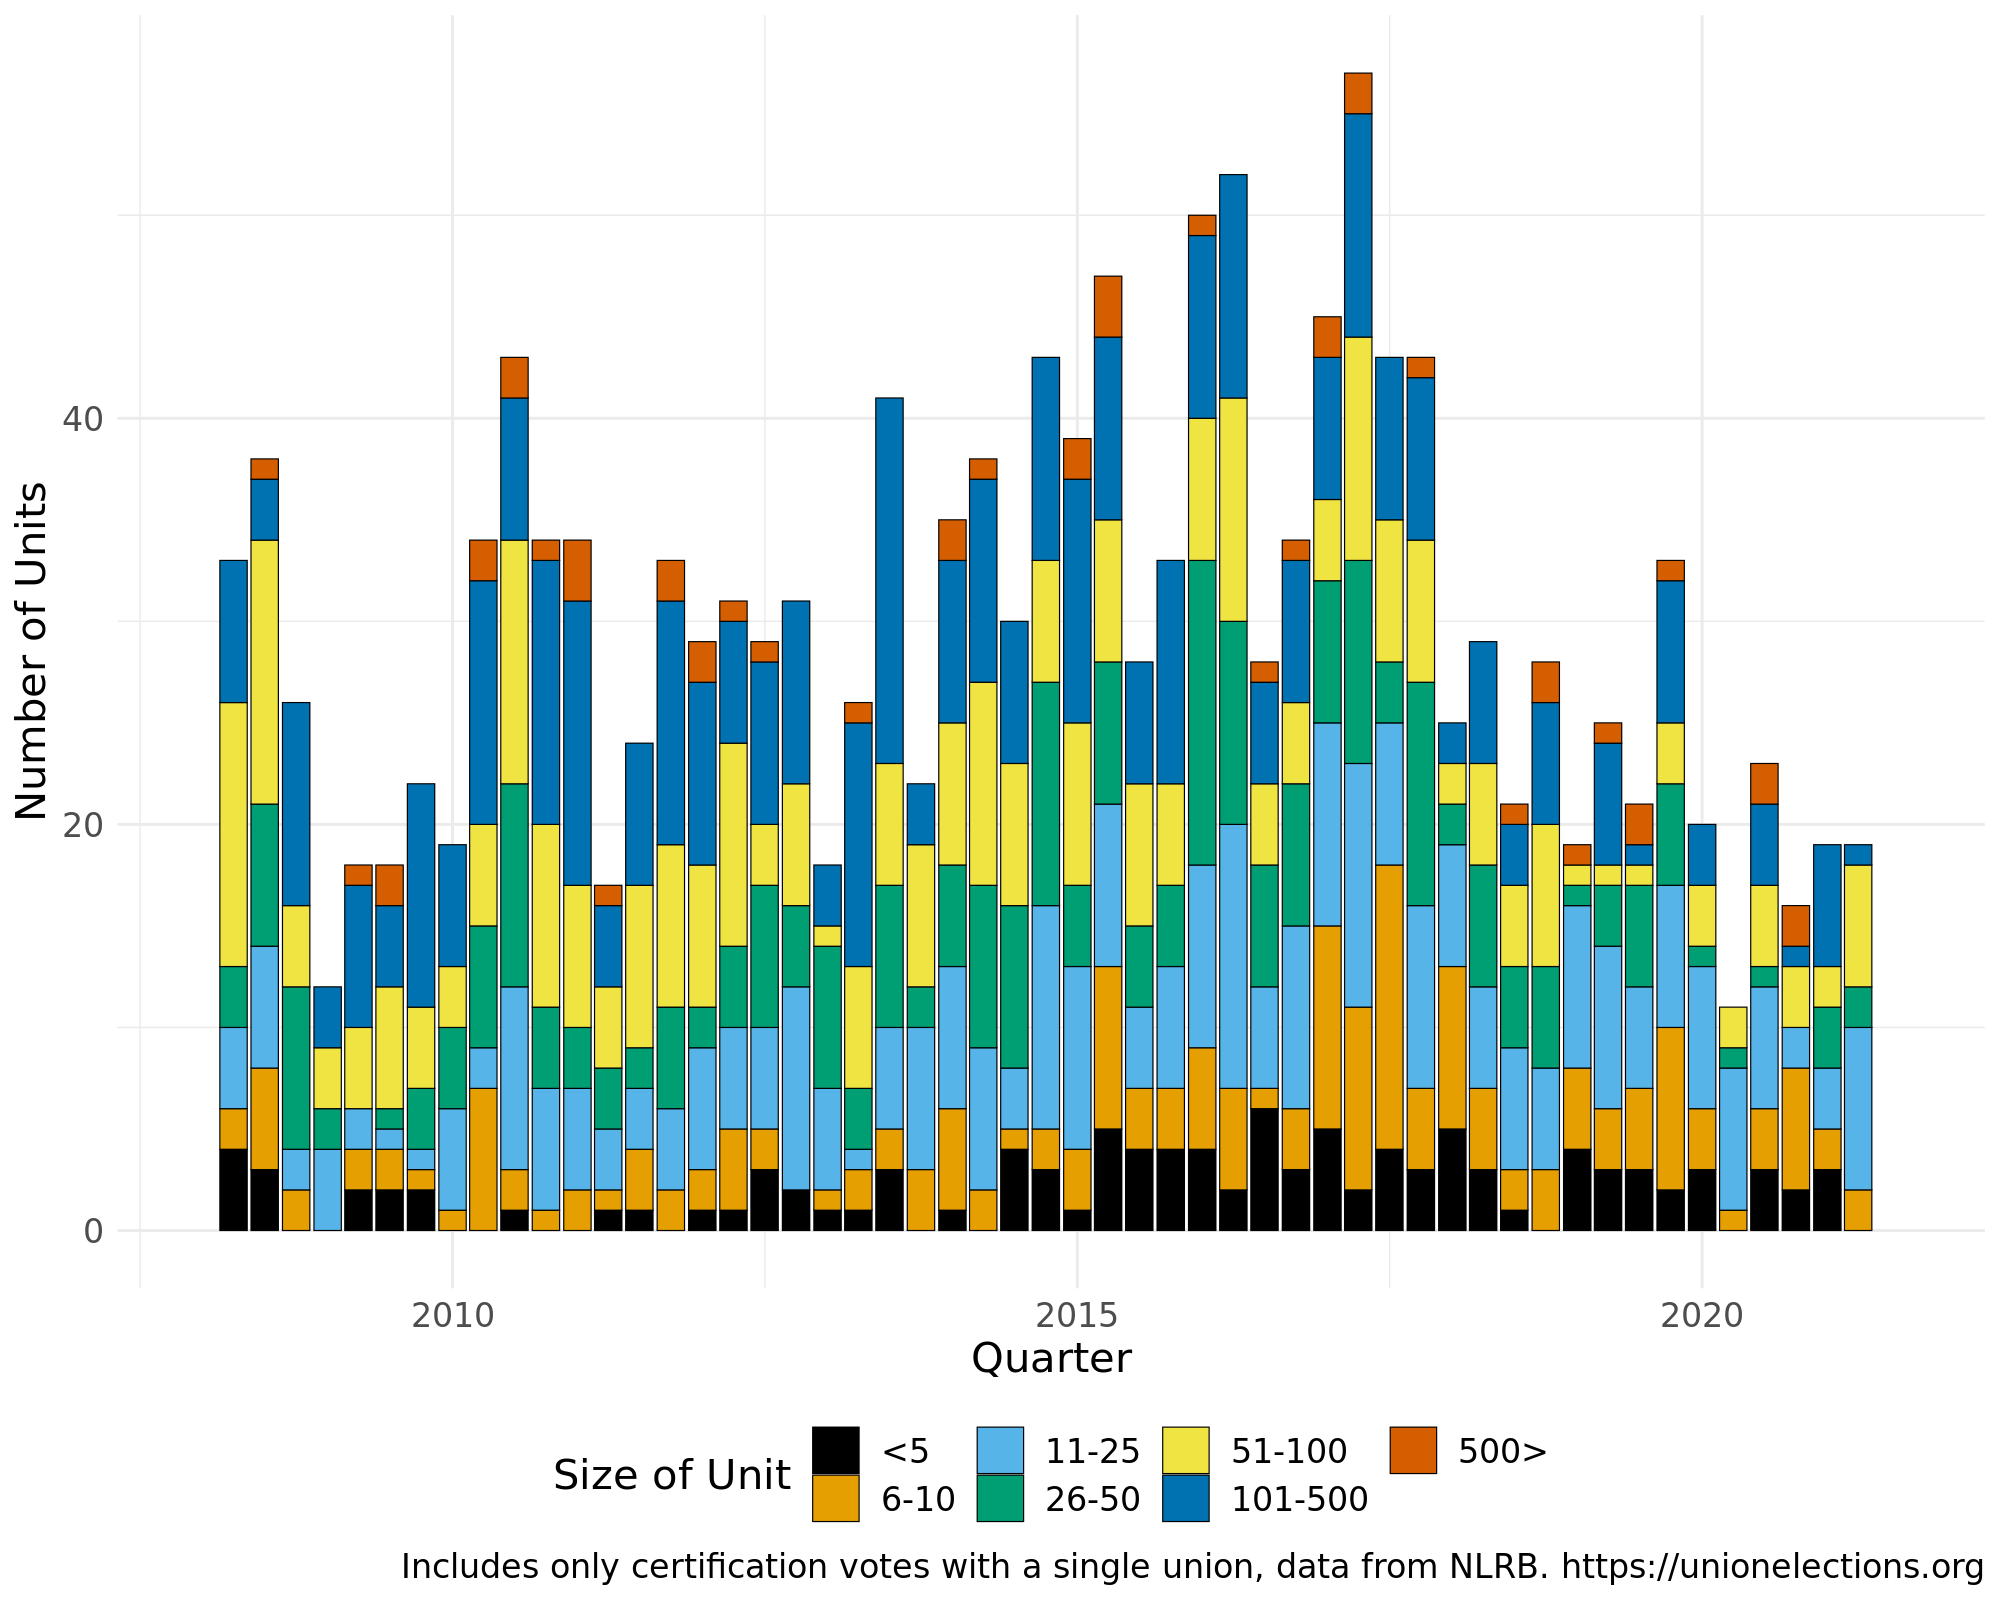 40
20
0
Number of Units
2010 2015 2020
Quarter
Size of Unit
<5 11-25 51-100 500>
6-10 26-50 101-500
Includes only certification votes with a single union, data from NLRB. https://unionelections.org